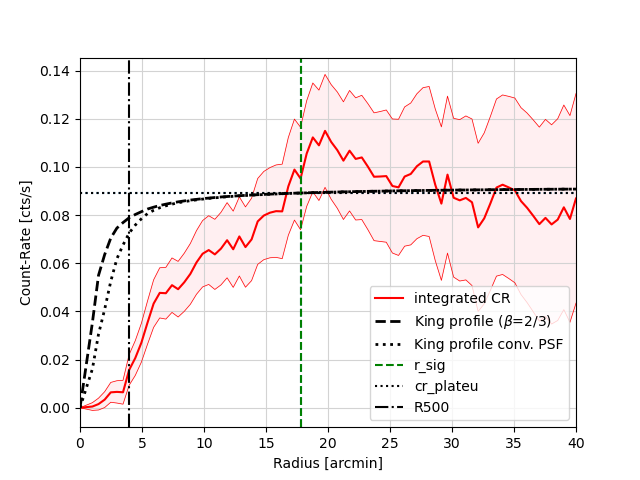 0.14
0.12
0.10
0.08
0.06
0.04
0.02
0.00
Count-Rate [cts/s]
integrated CR
King profile (β=2/3)
King profile conv. PSF
r_sig
cr_plateu
R500
0 5 10 15 20 25 30 35 40
Radius [arcmin]